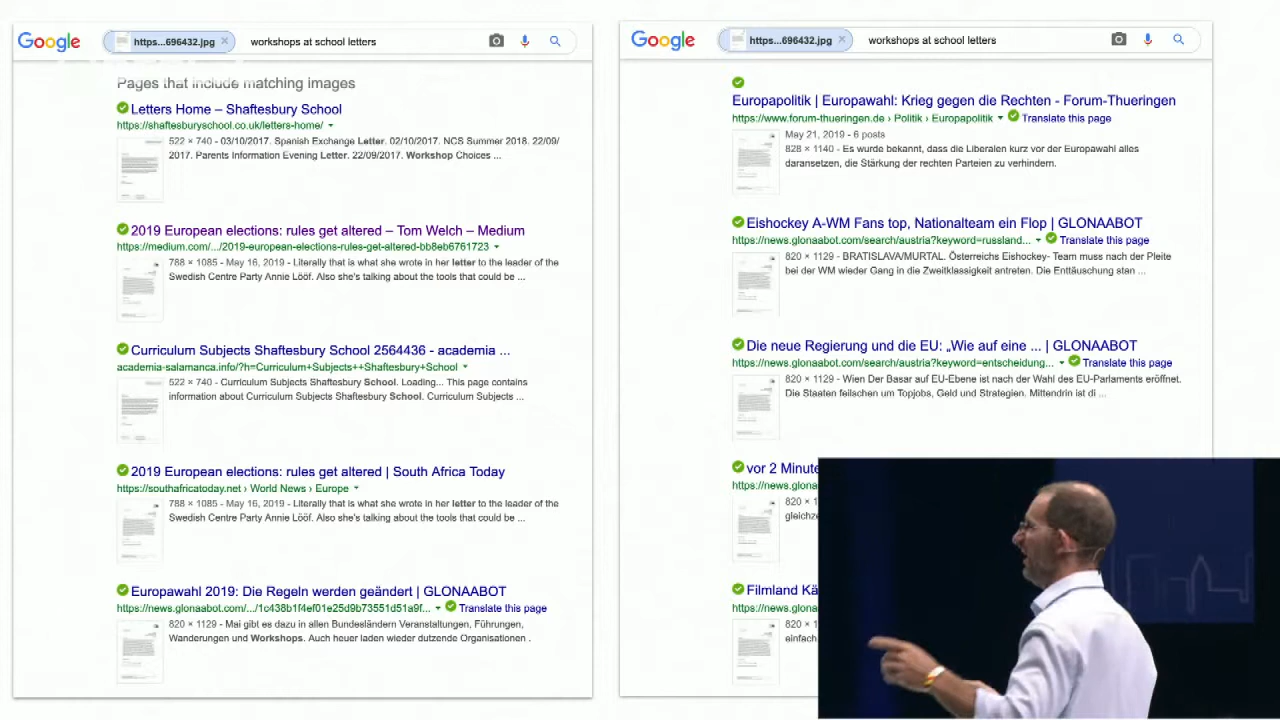 Google
https...696432.jpg ×
workshops at school letters
Pages that include matching images
Letters Home – Shaftesbury School
https://shaftesburyschool.co.uk/letters-home/
522 × 740 - 03/10/2017. Spanish Exchange Letter. 02/10/2017. NCS Summer 2018. 22/09/
2017. Parents Information Evening Letter. 22/09/2017. Workshop Choices ...
2019 European elections: rules get altered – Tom Welch – Medium
https://medium.com/.../2019-european-elections-rules-get-altered-bb8eb6761723
788 × 1085 - May 16, 2019 - Literally that is what she wrote in her letter to the leader of the
Swedish Centre Party Annie Lööf. Also she's talking about the tools that could be ...
Curriculum Subjects Shaftesbury School 2564436 - academia ...
academia-salamanca.info/?h=Curriculum+Subjects++Shaftesbury+School
522 × 740 - Curriculum Subjects Shaftesbury School. Loading... This page contains
information about Curriculum Subjects Shaftesbury School. Curriculum Subjects ...
2019 European elections: rules get altered | South Africa Today
https://southafricatoday.net › World News › Europe
788 × 1085 - May 16, 2019 - Literally that is what she wrote in her letter to the leader of the
Swedish Centre Party Annie Lööf. Also she's talking about the tools that could be ...
Europawahl 2019: Die Regeln werden geändert | GLONAABOT
https://news.glonaabot.com/.../1c438b1f4ef01e25d9b73551d51a9f... Translate this page
820 × 1129 - Mai gibt es dazu in allen Bundesländern Veranstaltungen, Führungen,
Wanderungen und Workshops. Auch heuer laden wieder dutzende Organisationen .
Google
https...696432.jpg ×
workshops at school letters
Europapolitik | Europawahl: Krieg gegen die Rechten - Forum-Thueringen
https://www.forum-thueringen.de › Politik › Europapolitik Translate this page
May 21, 2019 - 6 posts
828 × 1140 - Es wurde bekannt, dass die Liberalen kurz vor der Europawahl alles
daransetzen, die Stärkung der rechten Parteien zu verhindern.
Eishockey A-WM Fans top, Nationalteam ein Flop | GLONAABOT
https://news.glonaabot.com/search/austria?keyword=russland... Translate this page
820 × 1129 - BRATISLAVA/MURTAL. Österreichs Eishockey- Team muss nach der Pleite
bei der WM wieder Gang in die Zweitklassigkeit antreten. Die Enttäuschung stan ...
Die neue Regierung und die EU: „Wie auf eine ... | GLONAABOT
https://news.glonaabot.com/search/austria?keyword=entscheidung... Translate this page
820 × 1129 - Wien Der Basar auf EU-Ebene ist nach der Wahl des EU-Parlaments eröffnet.
Die Staaten feilschen um Topjobs, Geld und Strategien. Mittendrin ist di ...
vor 2 Minute
https://news.
820 ×
gleichze
Filmland Kä
https://news.
820 × 1
einfach